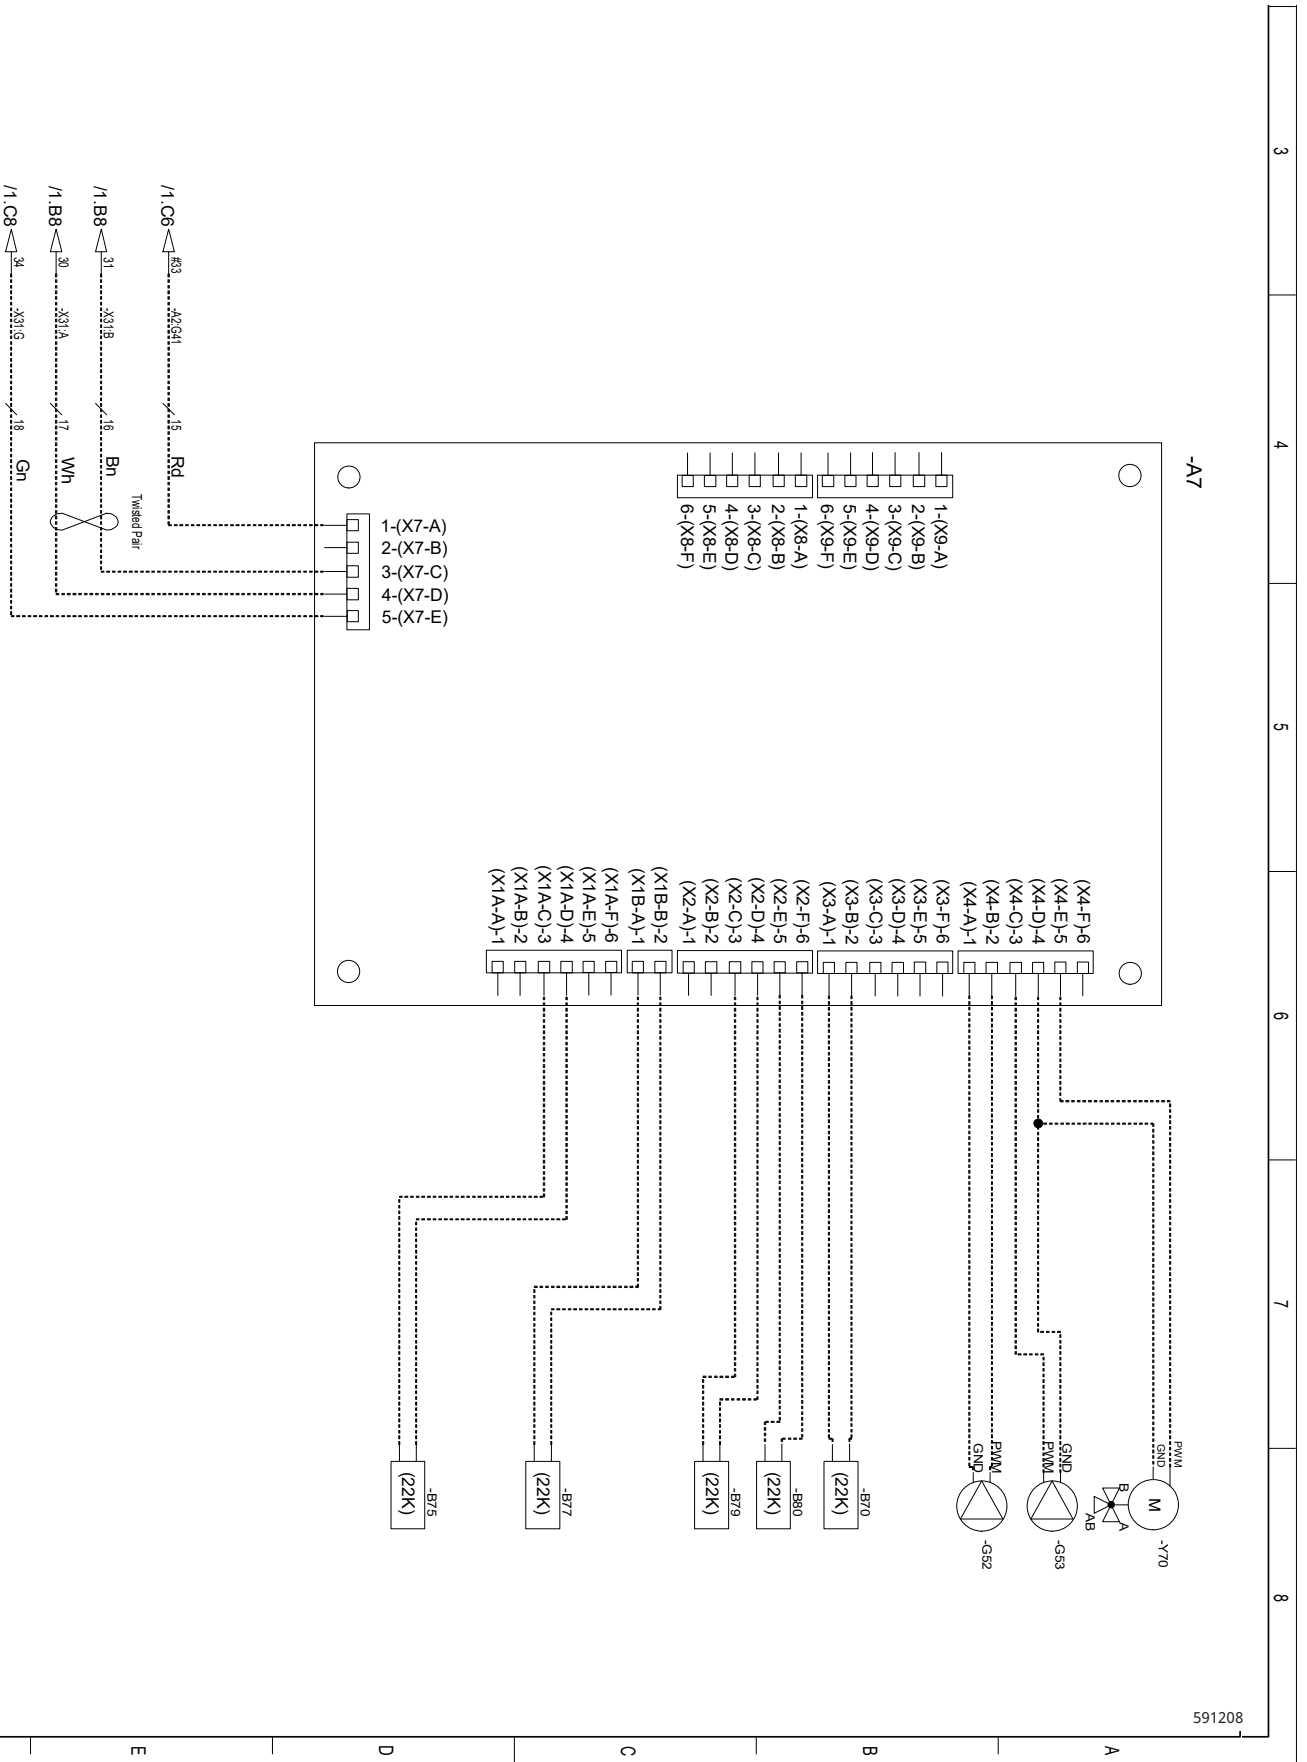 3
4
5
6
7
8
A
B
C
D
E
-A7
1-(X9-A)
2-(X9-B)
3-(X9-C)
4-(X9-D)
5-(X9-E)
6-(X9-F)
1-(X8-A)
2-(X8-B)
3-(X8-C)
4-(X8-D)
5-(X8-E)
6-(X8-F)
1-(X7-A)
2-(X7-B)
3-(X7-C)
4-(X7-D)
5-(X7-E)
/1.C6
#33
-A2:G41
15
Rd
/1.B8
31
-X31:B
16
Bn
Twisted Pair
/1.B8
30
-X31:A
17
Wh
/1.C8
34
-X31:G
18
Gn
(X4-F)-6
(X4-E)-5
(X4-D)-4
(X4-C)-3
(X4-B)-2
(X4-A)-1
(X3-F)-6
(X3-E)-5
(X3-D)-4
(X3-C)-3
(X3-B)-2
(X3-A)-1
(X2-F)-6
(X2-E)-5
(X2-D)-4
(X2-C)-3
(X2-B)-2
(X2-A)-1
(X1B-B)-2
(X1B-A)-1
(X1A-F)-6
(X1A-E)-5
(X1A-D)-4
(X1A-C)-3
(X1A-B)-2
(X1A-A)-1
PWM
GND
M
-Y70
B
A
AB
GND
PWM
-G53
PWM
GND
-G52
-B70
(22K)
-B80
(22K)
-B79
(22K)
-B77
(22K)
-B75
(22K)
591208